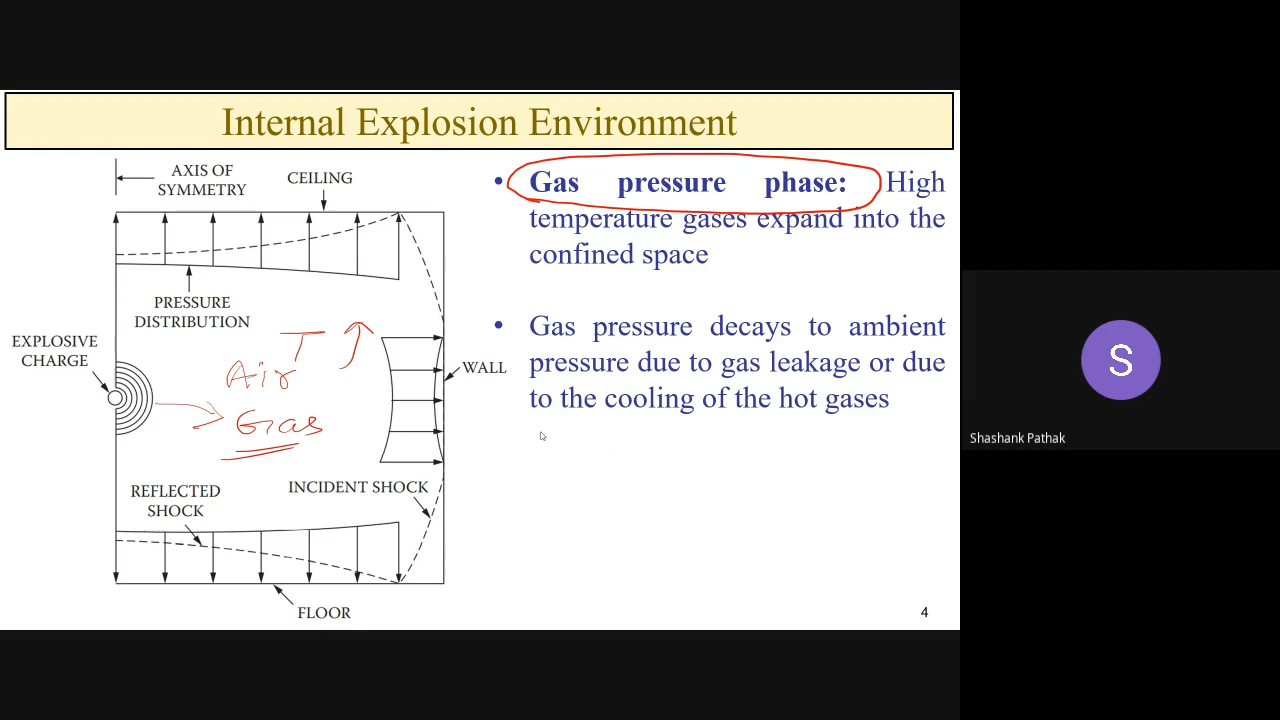 Internal Explosion Environment
AXIS OF
SYMMETRY
CEILING
PRESSURE
DISTRIBUTION
EXPLOSIVE
CHARGE
WALL
T
Air
Gas
REFLECTED
SHOCK
INCIDENT SHOCK
FLOOR
• Gas pressure phase: High
temperature gases expand into the
confined space
• Gas pressure decays to ambient
pressure due to gas leakage or due
to the cooling of the hot gases
4
S
Shashank Pathak